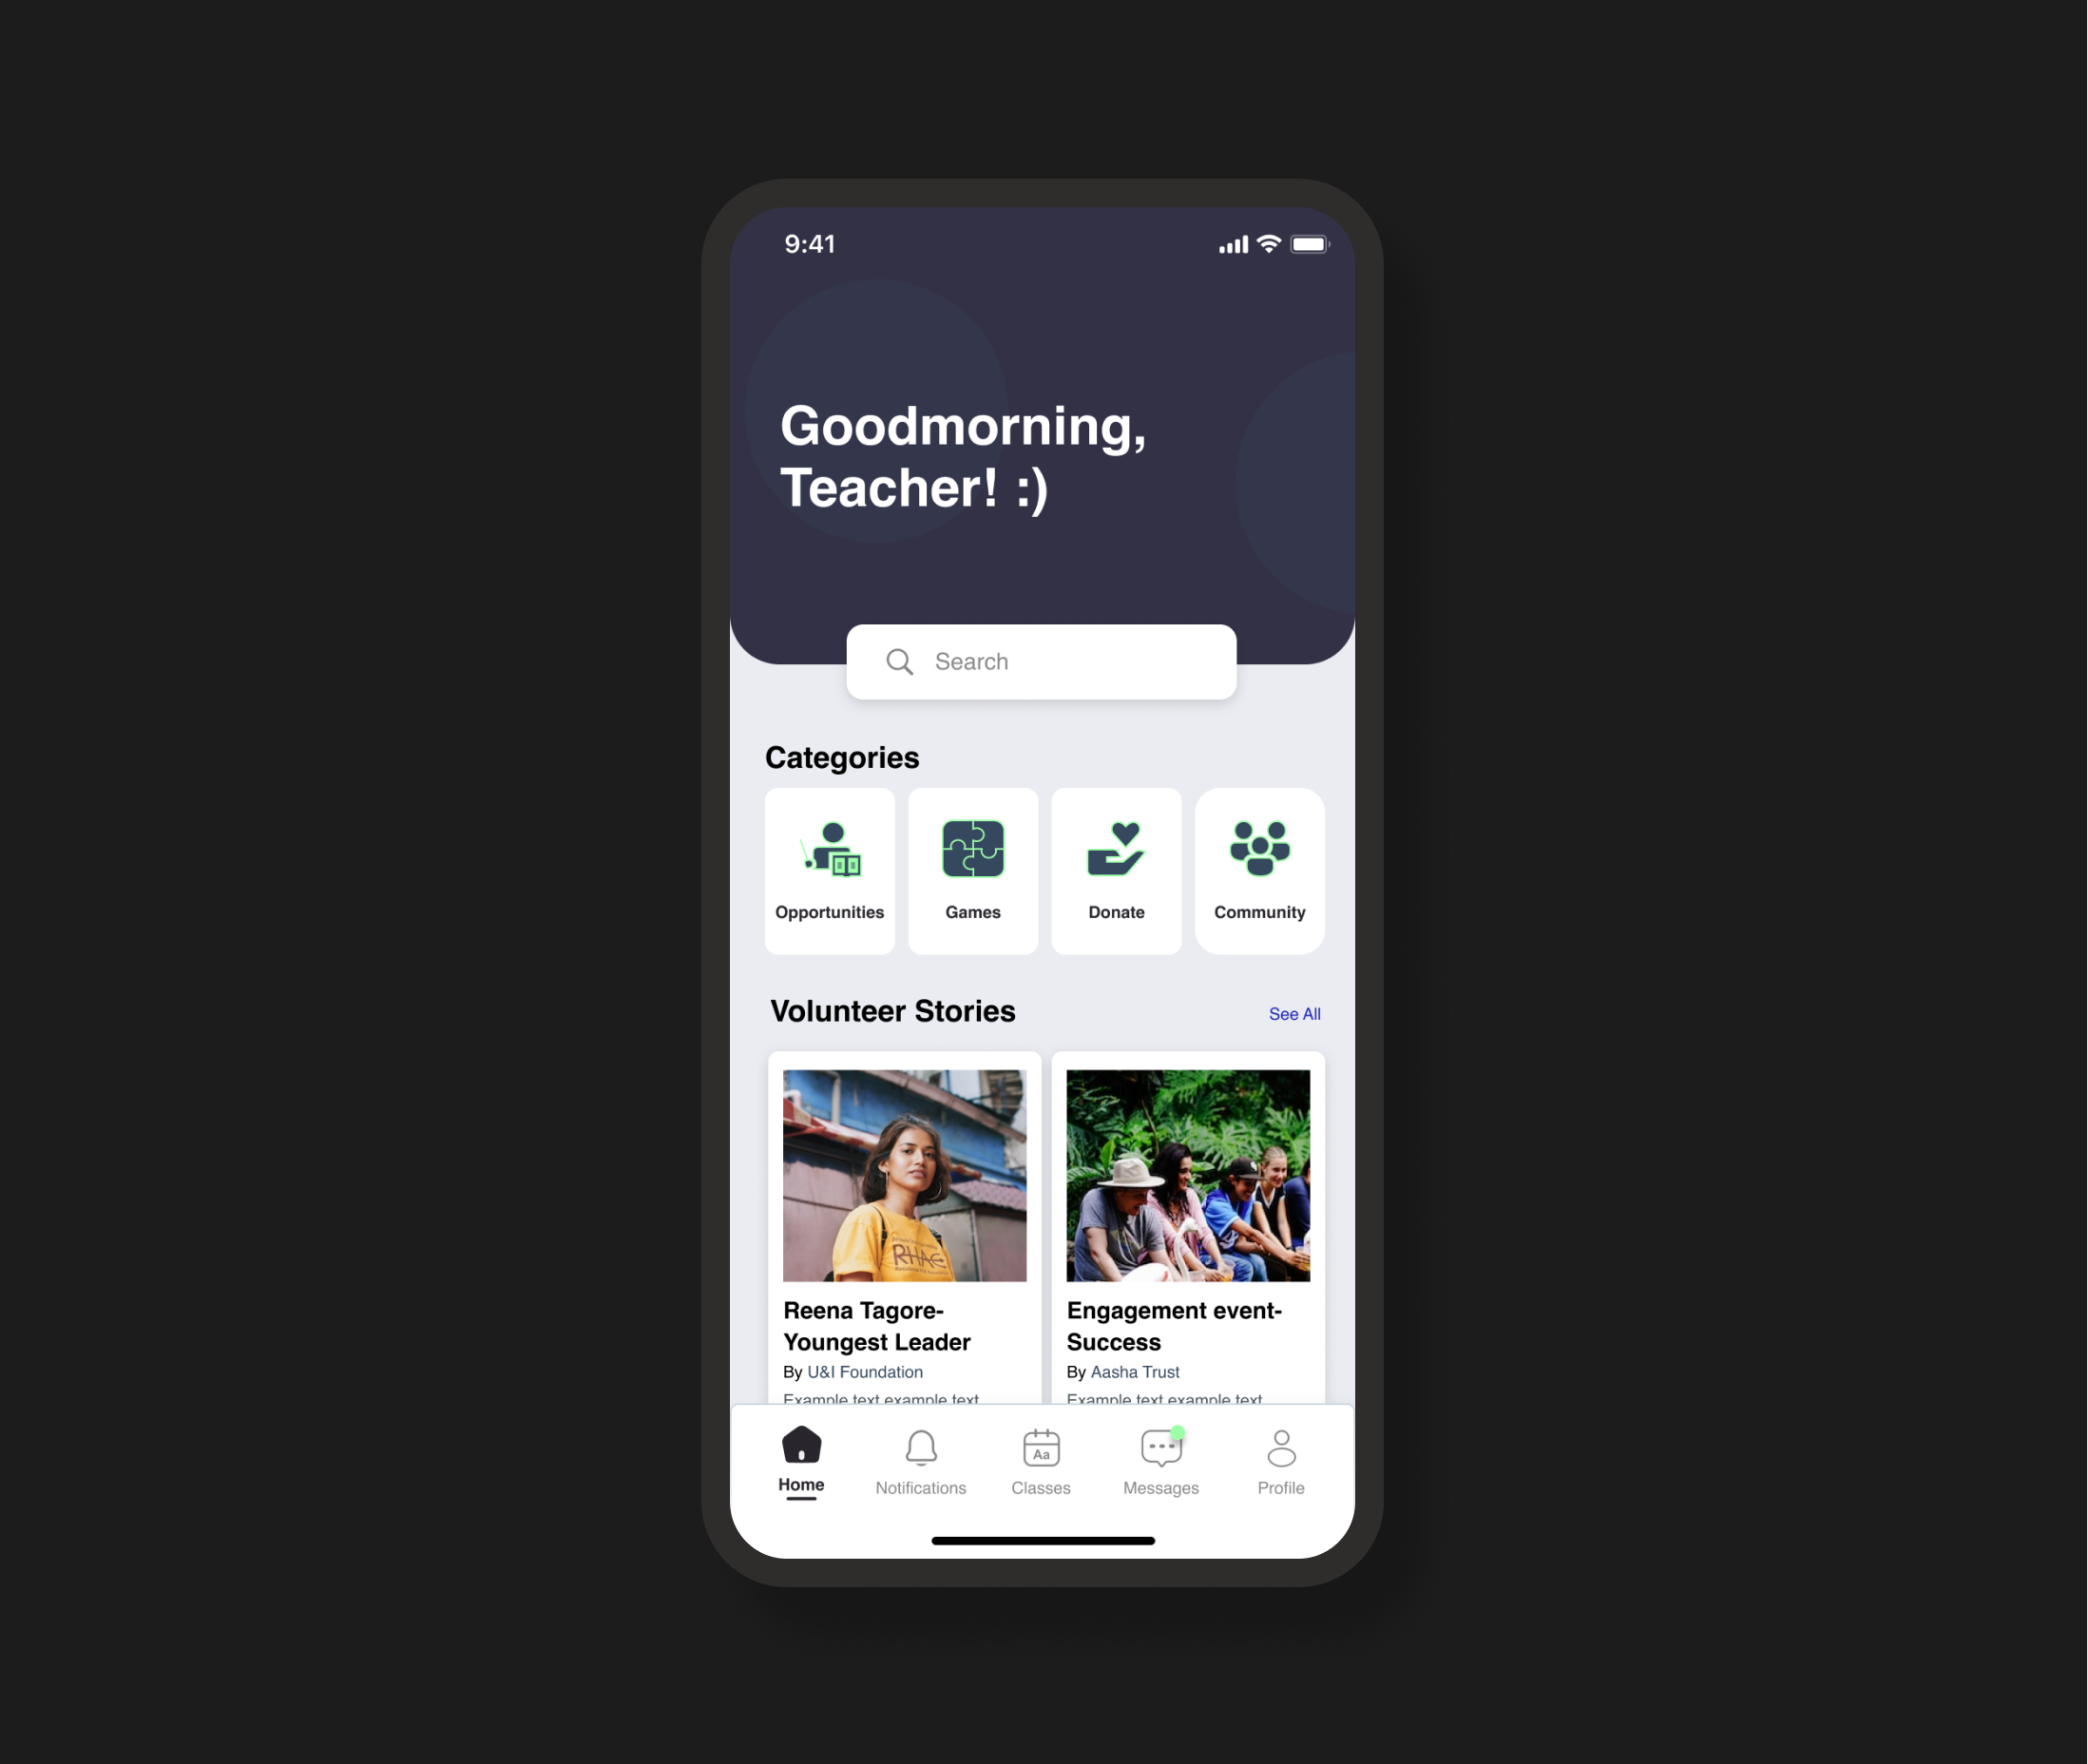 9:41
Goodmorning,
Teacher! :)
Search
Categories
Opportunities
Games
Donate
Community
Volunteer Stories
See All
RHAE
Reena Tagore-
Youngest Leader
By U&I Foundation
Example text example text
Engagement event-
Success
By Aasha Trust
Example text example text
Aa
Home
Notifications
Classes
Messages
Profile